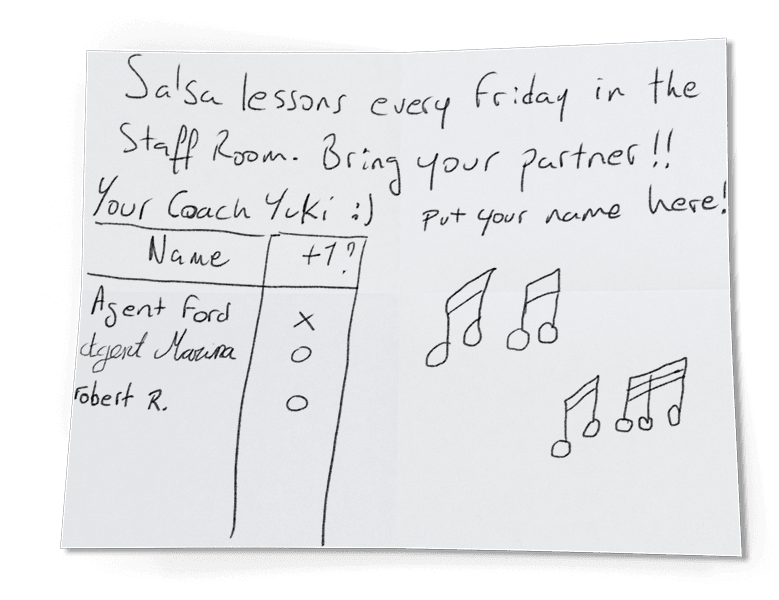 Salsa lessons every Friday in the
Staff Room. Bring your partner!!
Your Coach Yuki :)
Put your name here!
Name +1?
Agent Ford X
Agent Marina O
Robert R. O